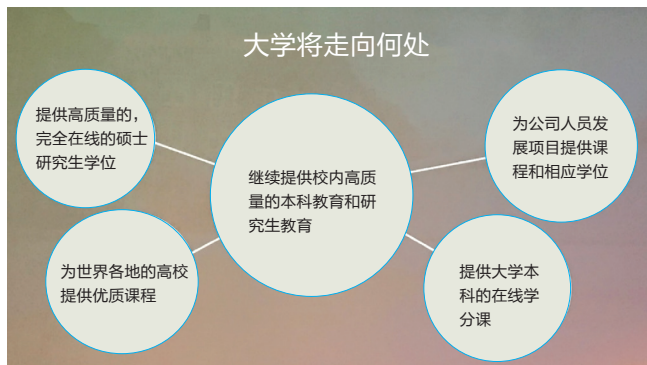 大学将走向何处
提供高质量的，
完全在线的硕士
研究生学位
为世界各地的高校
提供优质课程
继续提供校内高质
量的本科教育和研
究生教育
为公司人员发
展项目提供课
程和相应学位
提供大学本
科的在线学
分课